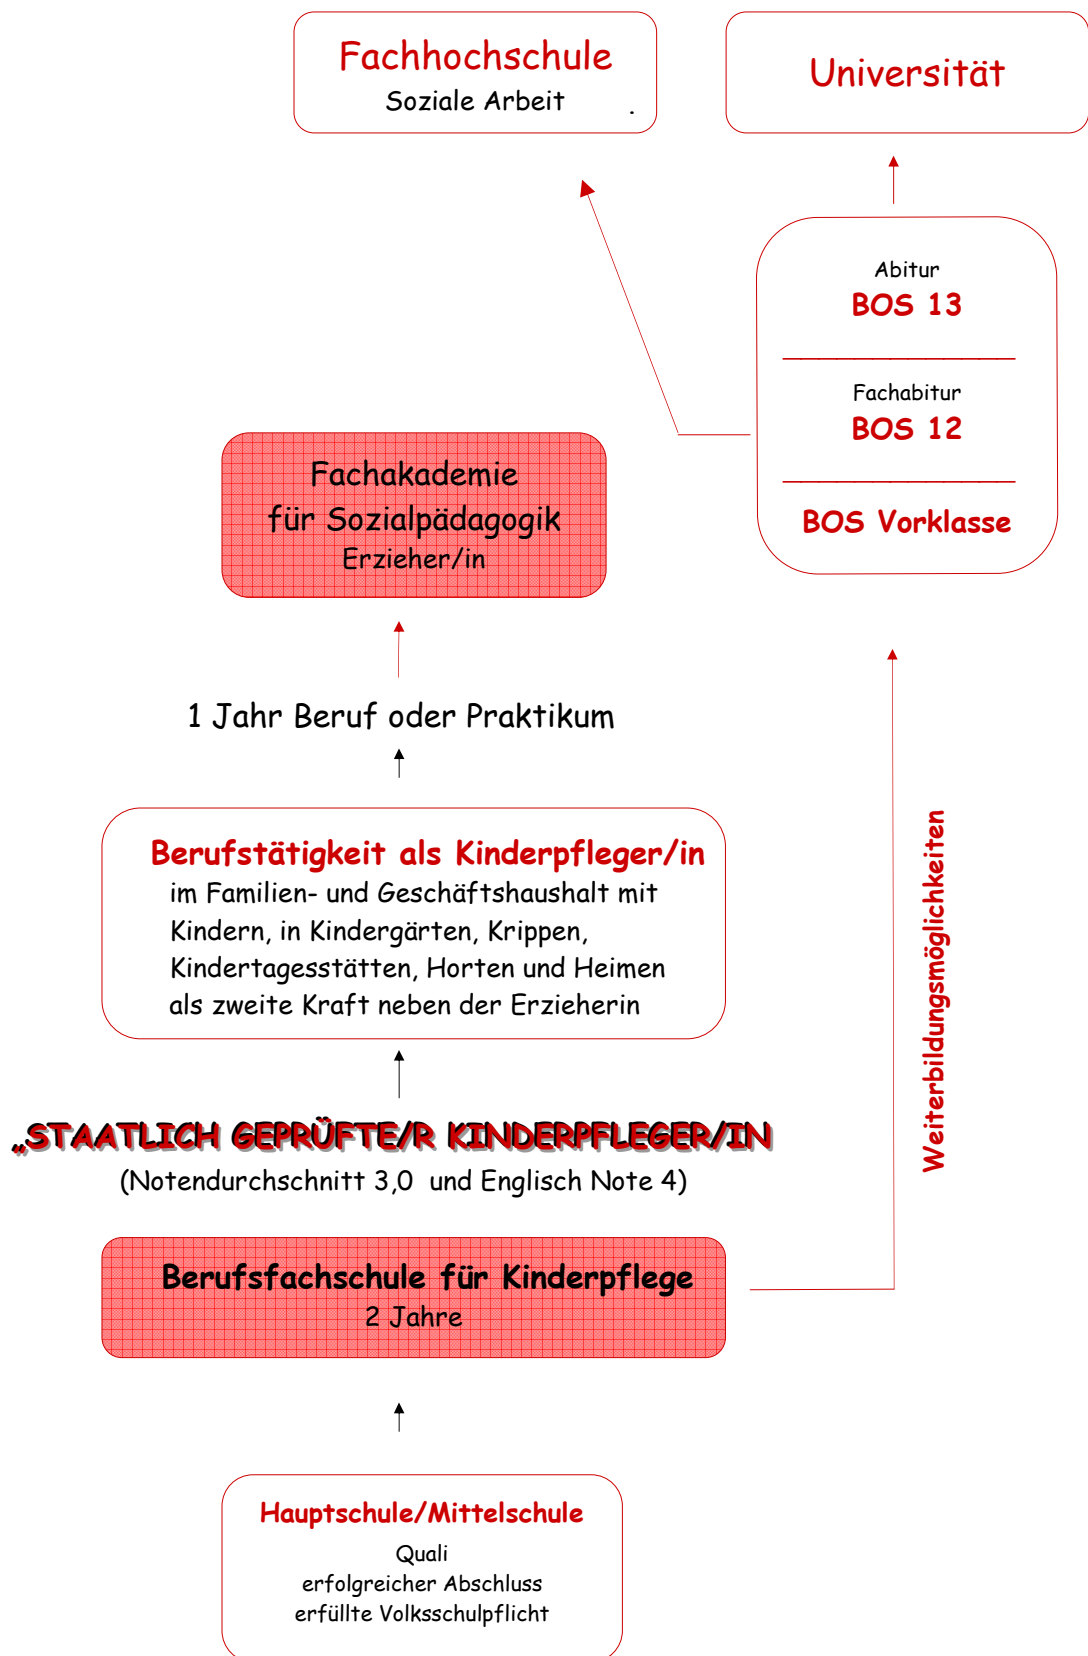 Fachhochschule
Soziale Arbeit .
Universität
Abitur
BOS 13
Fachabitur
BOS 12
BOS Vorklasse
Fachakademie
für Sozialpädagogik
Erzieher/in
1 Jahr Beruf oder Praktikum
Berufstätigkeit als Kinderpfleger/in
im Familien- und Geschäftshaushalt mit
Kindern, in Kindergärten, Krippen,
Kindertagesstätten, Horten und Heimen
als zweite Kraft neben der Erzieherin
Weiterbildungsmöglichkeiten
„STAATLICH GEPRÜFTE/R KINDERPFLEGER/IN
(Notendurchschnitt 3,0 und Englisch Note 4)
Berufsfachschule für Kinderpflege
2 Jahre
Hauptschule/Mittelschule
Quali
erfolgreicher Abschluss
erfüllte Volksschulpflicht